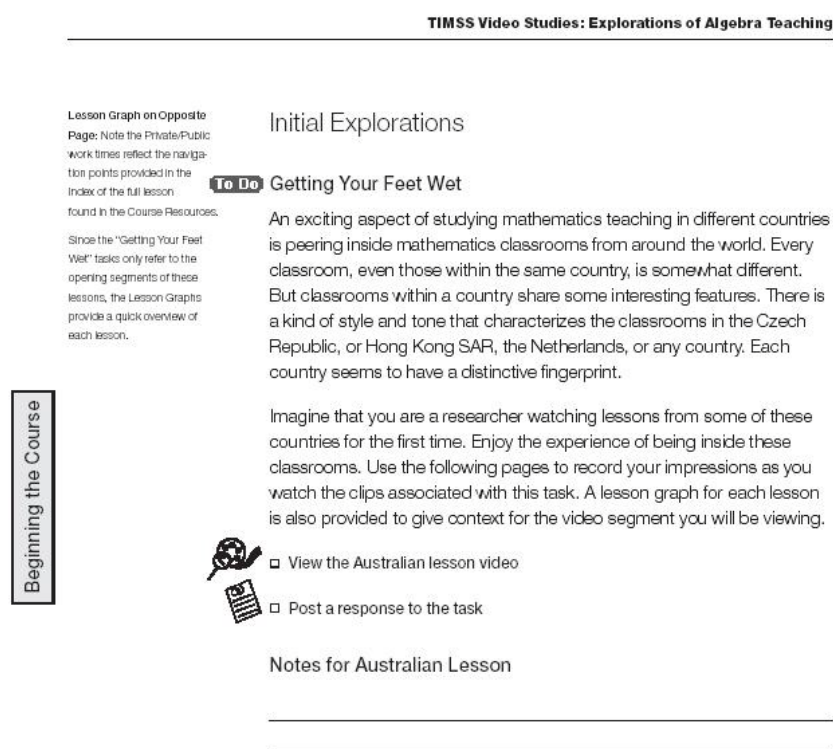 TIMSS Video Studies: Explorations of Algebra Teaching
Lesson Graph on Opposite
Page: Note the Private/Public
work times reflect the naviga-
tion points provided in the
Index of the full lesson
found in the Course Resources.
Since the "Getting Your Feet
Wet" tasks only refer to the
opening segments of these
lessons, the Lesson Graphs
provide a quick overview of
each lesson.
Initial Explorations
To Do Getting Your Feet Wet
An exciting aspect of studying mathematics teaching in different countries
is peering inside mathematics classrooms from around the world. Every
classroom, even those within the same country, is somewhat different.
But classrooms within a country share some interesting features. There is
a kind of style and tone that characterizes the classrooms in the Czech
Republic, or Hong Kong SAR, the Netherlands, or any country. Each
country seems to have a distinctive fingerprint.
Imagine that you are a researcher watching lessons from some of these
countries for the first time. Enjoy the experience of being inside these
classrooms. Use the following pages to record your impressions as you
watch the clips associated with this task. A lesson graph for each lesson
is also provided to give context for the video segment you will be viewing.
View the Australian lesson video
Post a response to the task
Notes for Australian Lesson
Beginning the Course